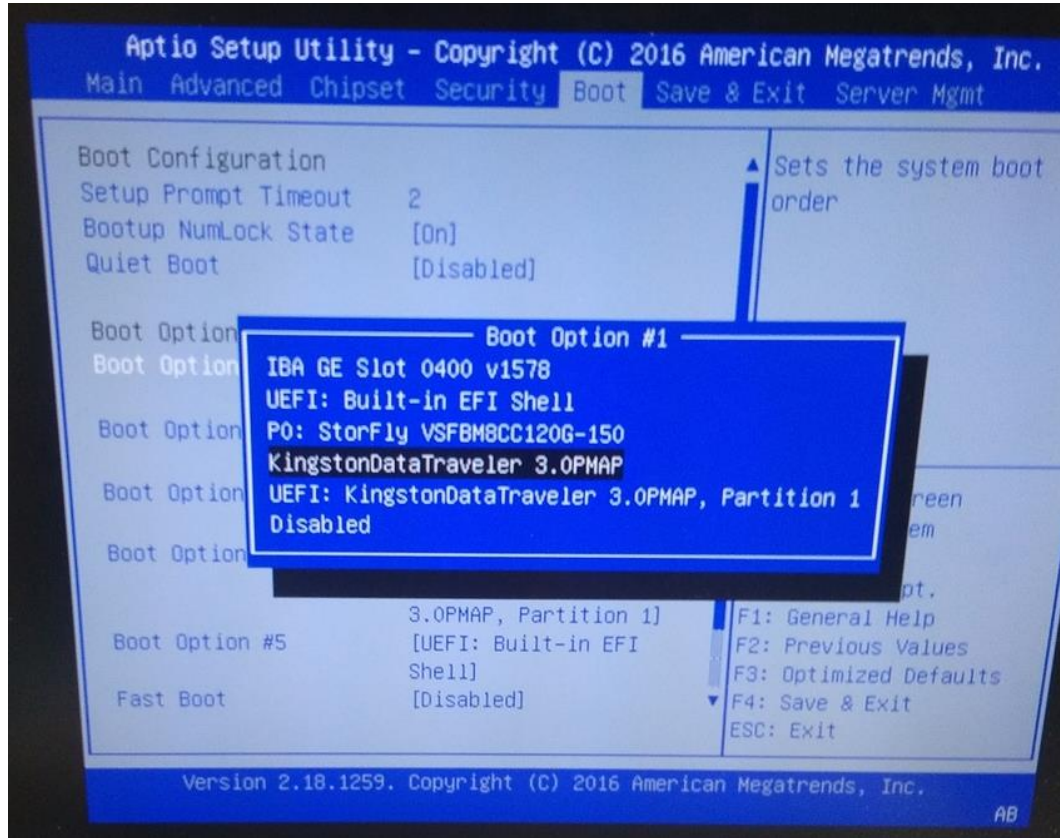 Aptio Setup Utility – Copyright (C) 2016 American Megatrends, Inc.
Main Advanced Chipset Security Boot Save & Exit Server Mgmt
Boot Configuration
Setup Prompt Timeout 2
Bootup NumLock State [On]
Quiet Boot [Disabled]
Boot Option
Boot Option
Boot Option
Boot Option
Boot Option
3.0PMAP, Partition 1]
Boot Option #5 [UEFI: Built-in EFI
Shell]
Fast Boot [Disabled]
Boot Option #1
IBA GE Slot 0400 v1578
UEFI: Built-in EFI Shell
P0: StorFly VSFBM8CC120G-150
KingstonDataTraveler 3.0PMAP
UEFI: KingstonDataTraveler 3.0PMAP, Partition 1
Disabled
Sets the system boot
order
reen
em
pt.
F1: General Help
F2: Previous Values
F3: Optimized Defaults
F4: Save & Exit
ESC: Exit
Version 2.18.1259. Copyright (C) 2016 American Megatrends, Inc.
AB